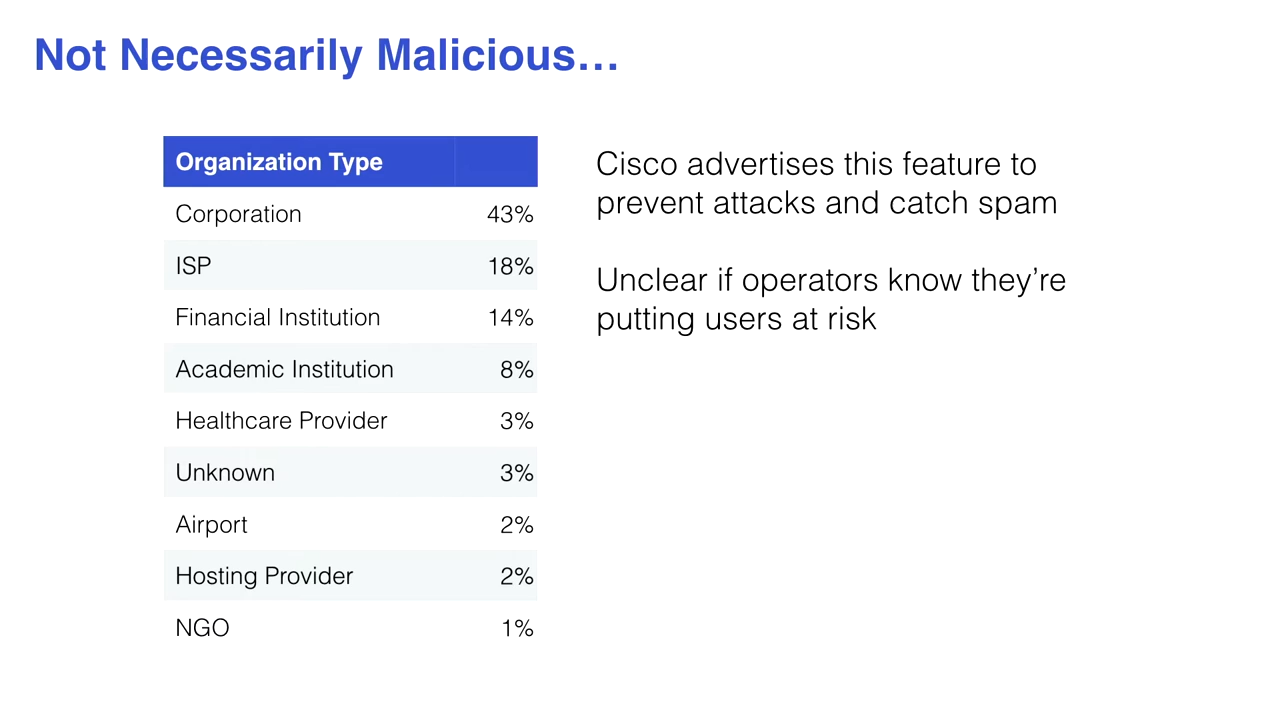 Not Necessarily Malicious…
Organization Type
Corporation 43%
ISP 18%
Financial Institution 14%
Academic Institution 8%
Healthcare Provider 3%
Unknown 3%
Airport 2%
Hosting Provider 2%
NGO 1%
Cisco advertises this feature to
prevent attacks and catch spam
Unclear if operators know they’re
putting users at risk